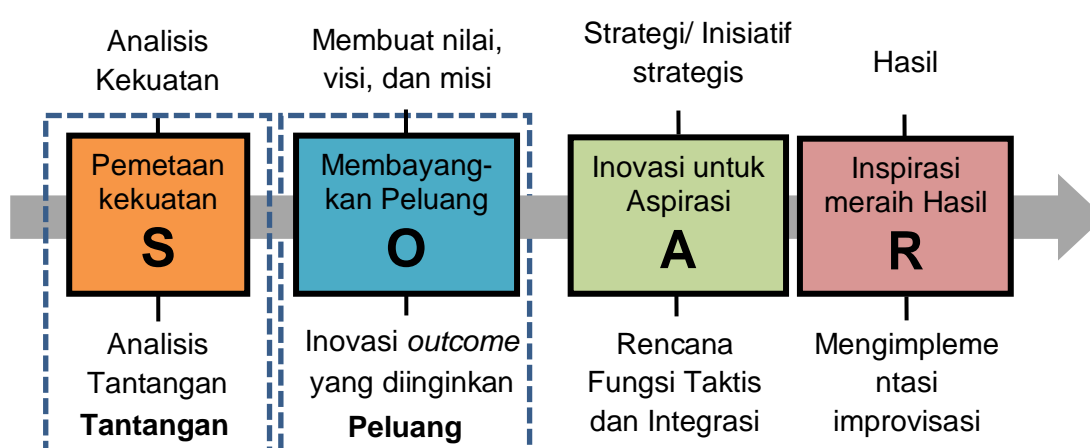 Analisis
Kekuatan
Membuat nilai,
visi, dan misi
Strategi/ Inisiatif
strategis
Hasil
Pemetaan
kekuatan
S
Membayang-
kan Peluang
O
Inovasi untuk
Aspirasi
A
Inspirasi
meraih Hasil
R
Analisis
Tantangan
Tantangan
Inovasi outcome
yang diinginkan
Peluang
Rencana
Fungsi Taktis
dan Integrasi
Mengimpleme
ntasi
improvisasi